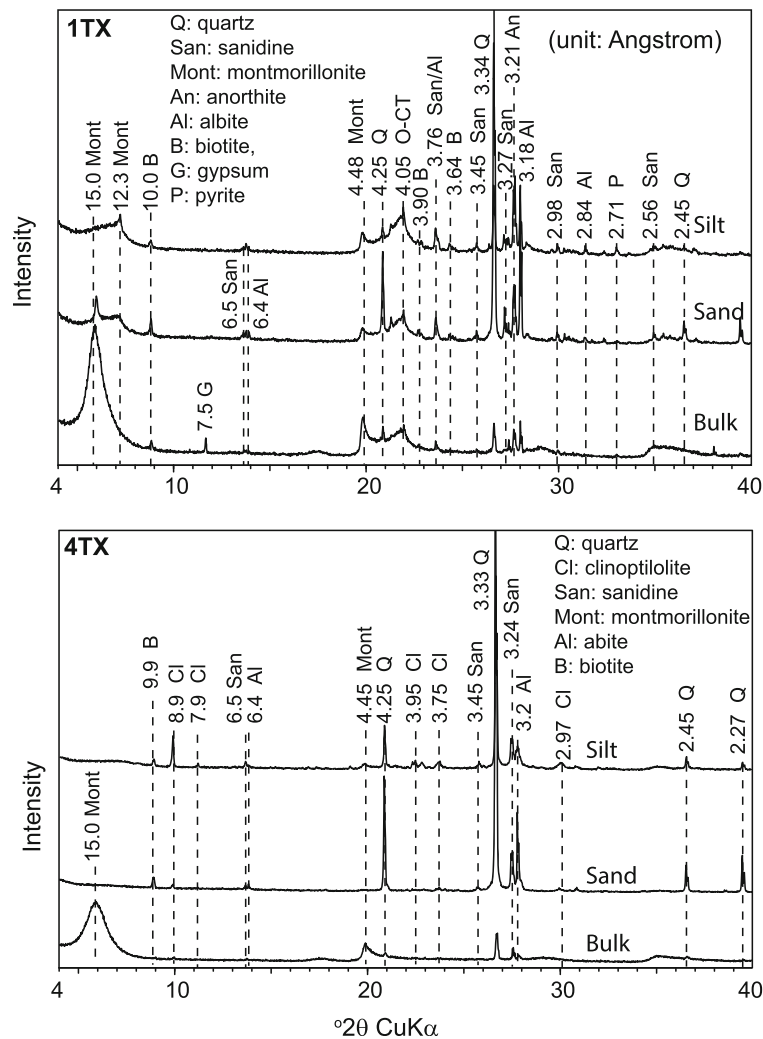 1TX
Q: quartz
San: sanidine
Mont: montmorillonite
An: anorthite
Al: albite
B: biotite,
G: gypsum
P: pyrite
(unit: Angstrom)
15.0 Mont
12.3 Mont
10.0 B
7.5 G
6.5 San
6.4 Al
4.48 Mont
4.25 Q
4.05 O-CT
3.90 B
3.76 San/Al
3.64 B
3.45 San
3.34 Q
3.27 San
3.21 An
3.18 Al
2.98 San
2.84 Al
2.71 P
2.56 San
2.45 Q
Silt
Sand
Bulk
Intensity
4 10 20 30 40
4TX
Q: quartz
Cl: clinoptilolite
San: sanidine
Mont: montmorillonite
Al: abite
B: biotite
15.0 Mont
9.9 B
8.9 Cl
7.9 Cl
6.5 San
6.4 Al
4.45 Mont
4.25 Q
3.95 Cl
3.75 Cl
3.45 San
3.33 Q
3.24 San
3.2 Al
2.97 Cl
2.45 Q
2.27 Q
Silt
Sand
Bulk
Intensity
4 10 20 30 40
°2θ CuKα